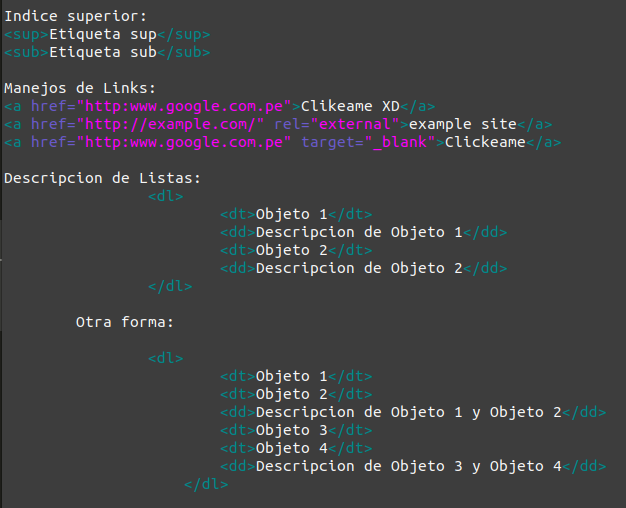 Indice superior:
<sup>Etiqueta sup</sup>
<sub>Etiqueta sub</sub>
Manejos de Links:
<a href="http:www.google.com.pe">Clikeame XD</a>
<a href="http://example.com/" rel="external">example site</a>
<a href="http:www.google.com.pe" target="_blank">Clickeame</a>
Descripcion de Listas:
<dl>
<dt>Objeto 1</dt>
<dd>Descripcion de Objeto 1</dd>
<dt>Objeto 2</dt>
<dd>Descripcion de Objeto 2</dd>
</dl>
Otra forma:
<dl>
<dt>Objeto 1</dt>
<dt>Objeto 2</dt>
<dd>Descripcion de Objeto 1 y Objeto 2</dd>
<dt>Objeto 3</dt>
<dt>Objeto 4</dt>
<dd>Descripcion de Objeto 3 y Objeto 4</dd>
</dl>